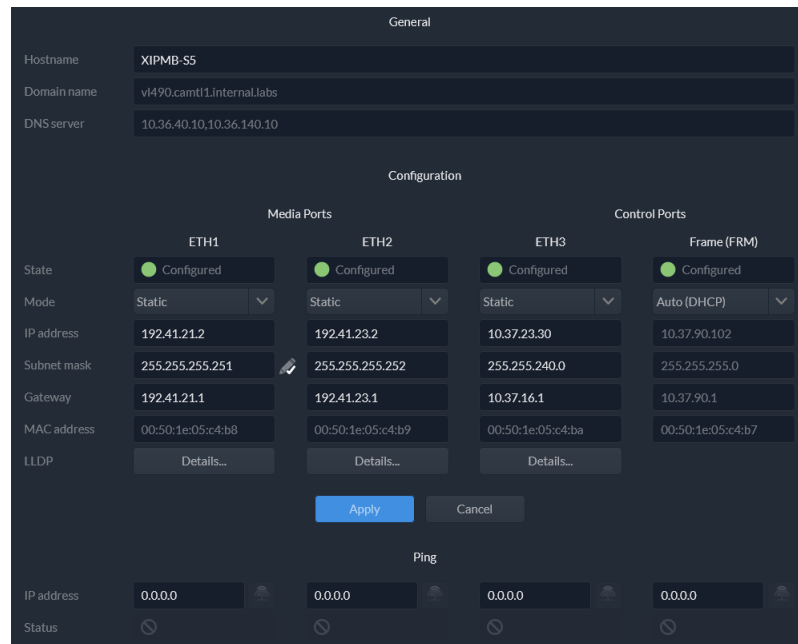 General
Hostname XIPMB-S5
Domain name vl490.camtl1.internal.labs
DNS server 10.36.40.10,10.36.140.10
Configuration
Media Ports Control Ports
ETH1 ETH2 ETH3 Frame (FRM)
State Configured Configured Configured Configured
Mode Static Static Static Auto (DHCP)
IP address 192.41.21.2 192.41.23.2 10.37.23.30 10.37.90.102
Subnet mask 255.255.255.251 255.255.255.252 255.255.240.0 255.255.255.0
Gateway 192.41.21.1 192.41.23.1 10.37.16.1 10.37.90.1
MAC address 00:50:1e:05:c4:b8 00:50:1e:05:c4:b9 00:50:1e:05:c4:ba 00:50:1e:05:c4:b7
LLDP Details... Details... Details...
Apply Cancel
Ping
IP address 0.0.0.0 0.0.0.0 0.0.0.0 0.0.0.0
Status